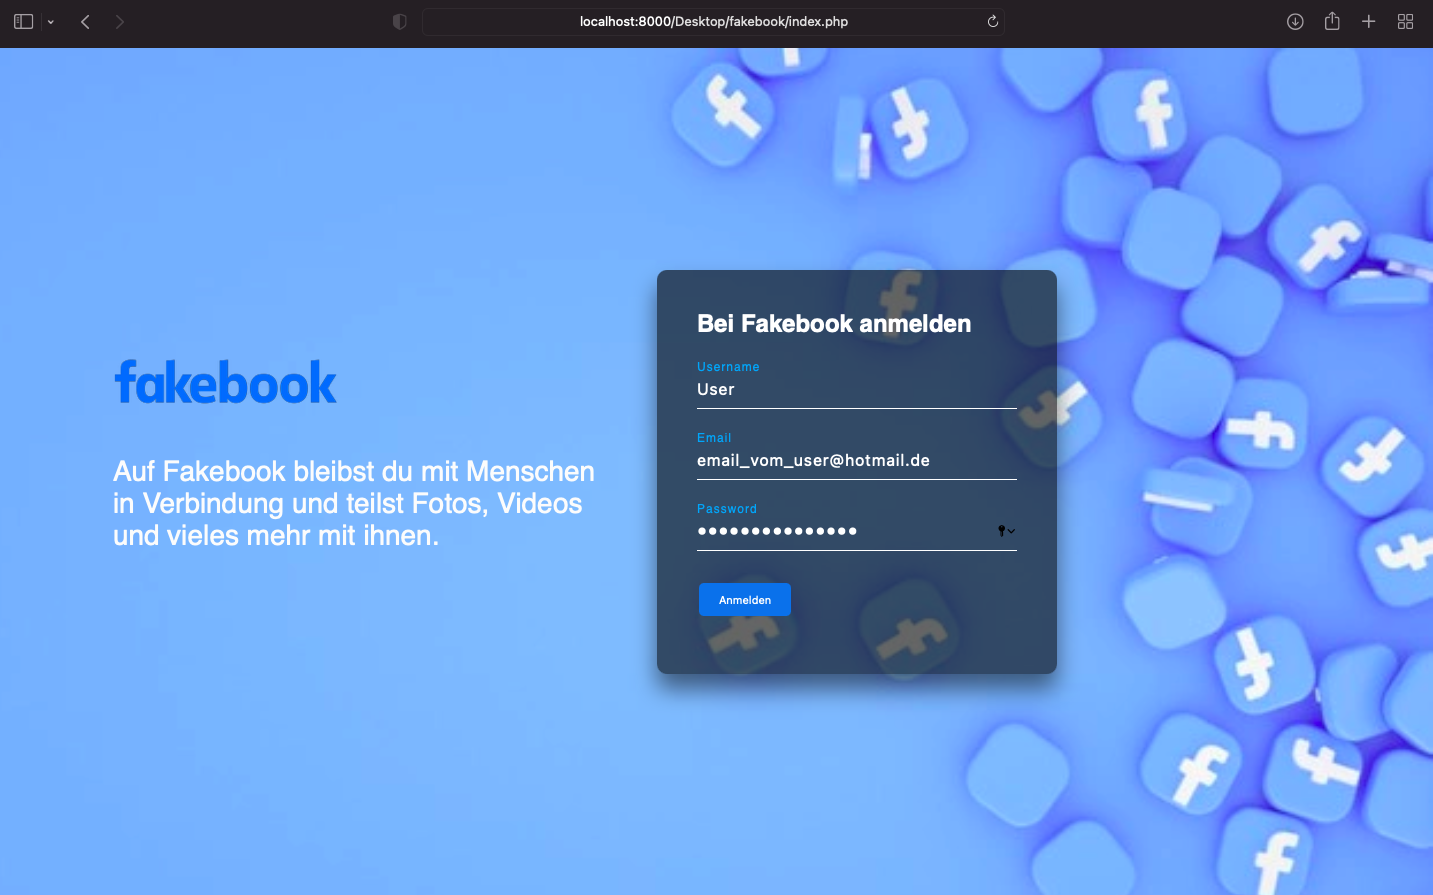 localhost:8000/Desktop/fakebook/index.php
fakebook
Auf Fakebook bleibst du mit Menschen
in Verbindung und teilst Fotos, Videos
und vieles mehr mit ihnen.
Bei Fakebook anmelden
Username
User
Email
email_vom_user@hotmail.de
Password
Anmelden